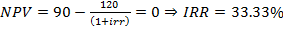 NPV = 90 − 120/(1+irr) = 0 ⇒ IRR = 33.33%